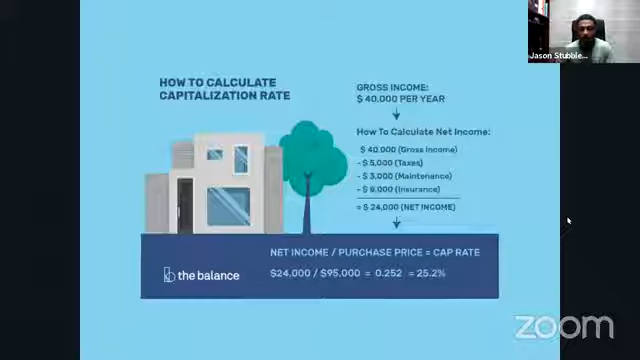 Jason Stubble...
HOW TO CALCULATE
CAPITALIZATION RATE
GROSS INCOME:
$ 40,000 PER YEAR
How To Calculate Net Income:
$ 40,000 (Gross Income)
- $ 5,000 (Taxes)
- $ 3,000 (Maintenance)
- $ 8,000 (Insurance)
= $ 24,000 (NET INCOME)
NET INCOME / PURCHASE PRICE = CAP RATE
$24,000 / $95,000 = 0.252 = 25.2%
b the balance
zoom